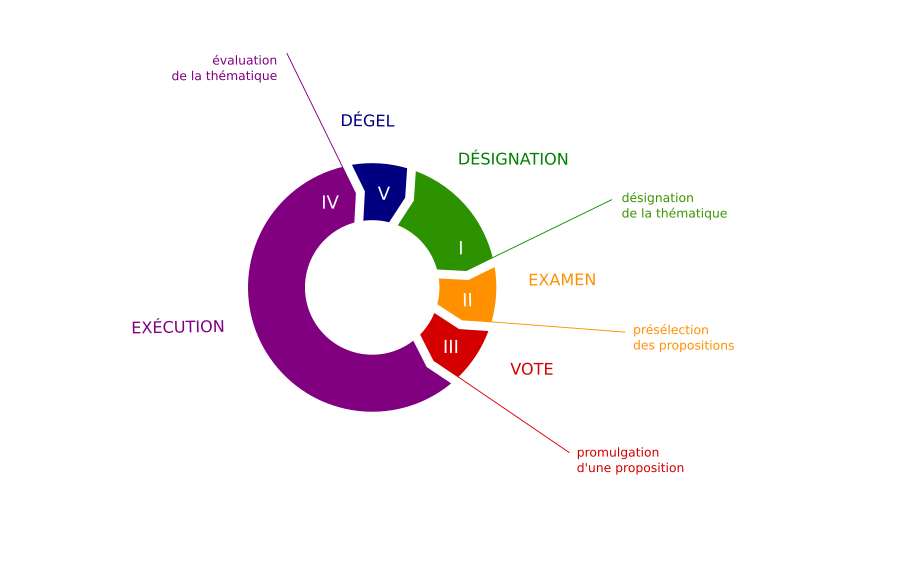 évaluation
de la thématique
DÉGEL
DÉSIGNATION
V
IV
désignation
de la thématique
I
EXAMEN
II
EXÉCUTION
présélection
des propositions
III
VOTE
promulgation
d'une proposition